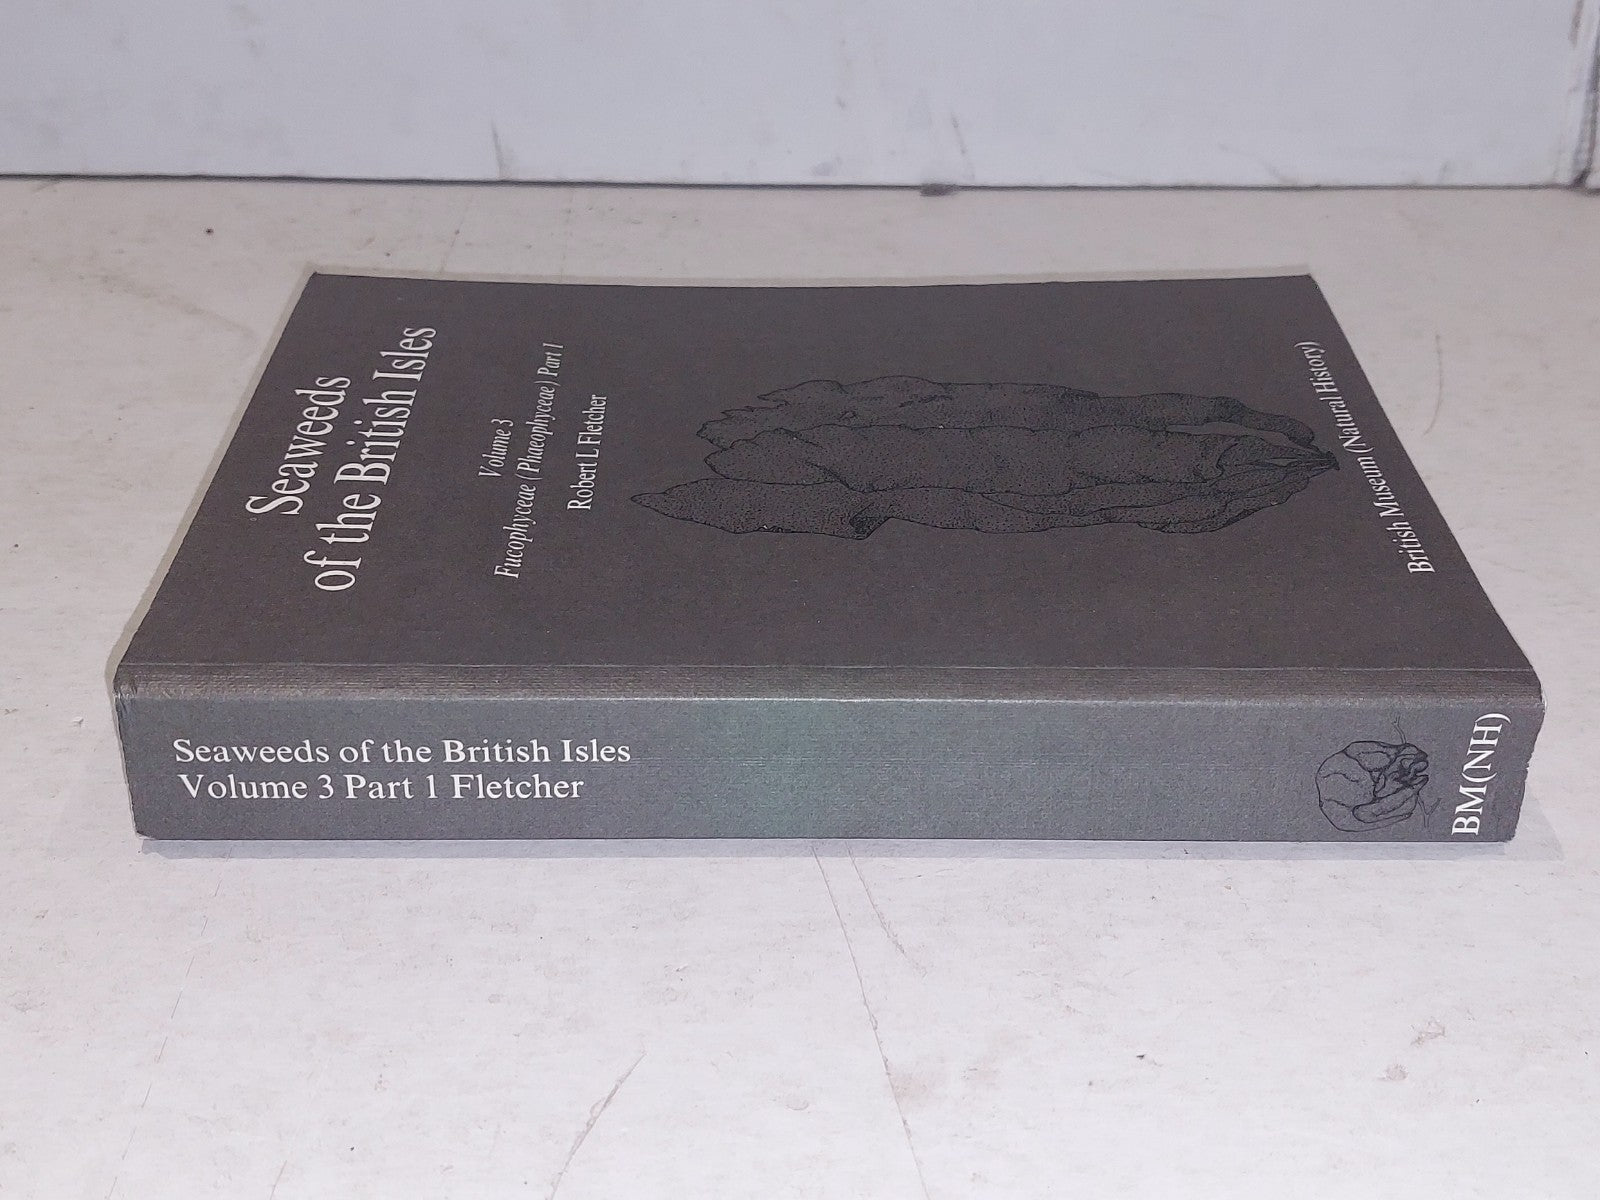 Seaweeds
of the British Isles
Volume 3
Fucophyceae (Phaeophyceae) Part 1
Robert L Fletcher
British Museum (Natural History)
Seaweeds of the British Isles
Volume 3 Part 1 Fletcher
BM(NH)